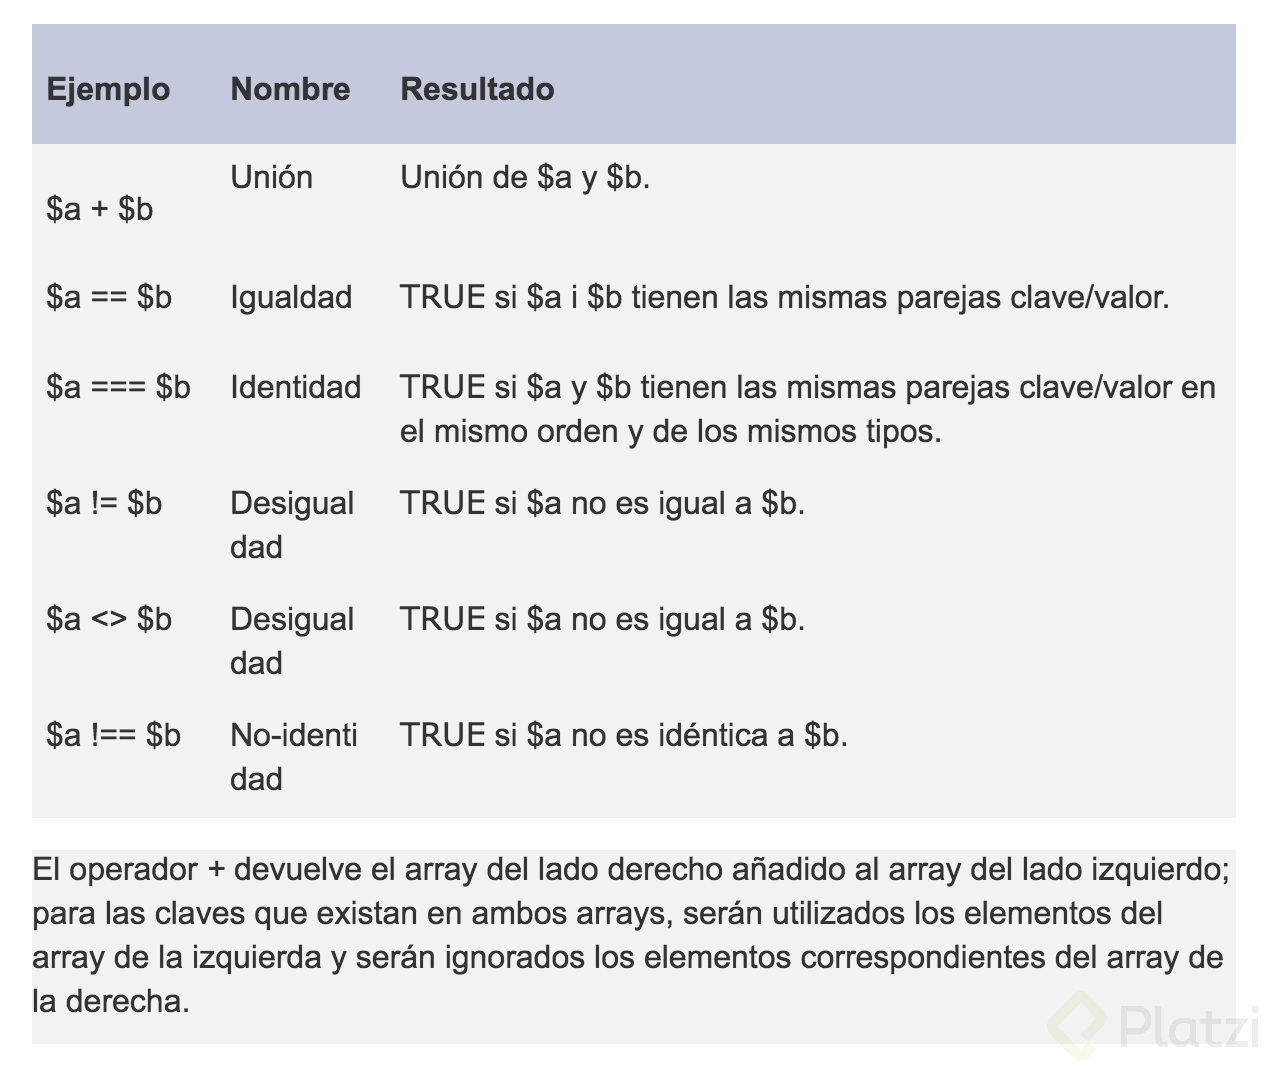 Ejemplo Nombre Resultado
$a + $b Unión Unión de $a y $b.
$a == $b Igualdad TRUE si $a i $b tienen las mismas parejas clave/valor.
$a === $b Identidad TRUE si $a y $b tienen las mismas parejas clave/valor en
el mismo orden y de los mismos tipos.
$a != $b Desigual TRUE si $a no es igual a $b.
dad
$a <> $b Desigual TRUE si $a no es igual a $b.
dad
$a !== $b No-identi TRUE si $a no es idéntica a $b.
dad
El operador + devuelve el array del lado derecho añadido al array del lado izquierdo;
para las claves que existan en ambos arrays, serán utilizados los elementos del
array de la izquierda y serán ignorados los elementos correspondientes del array de
la derecha.
Platzi